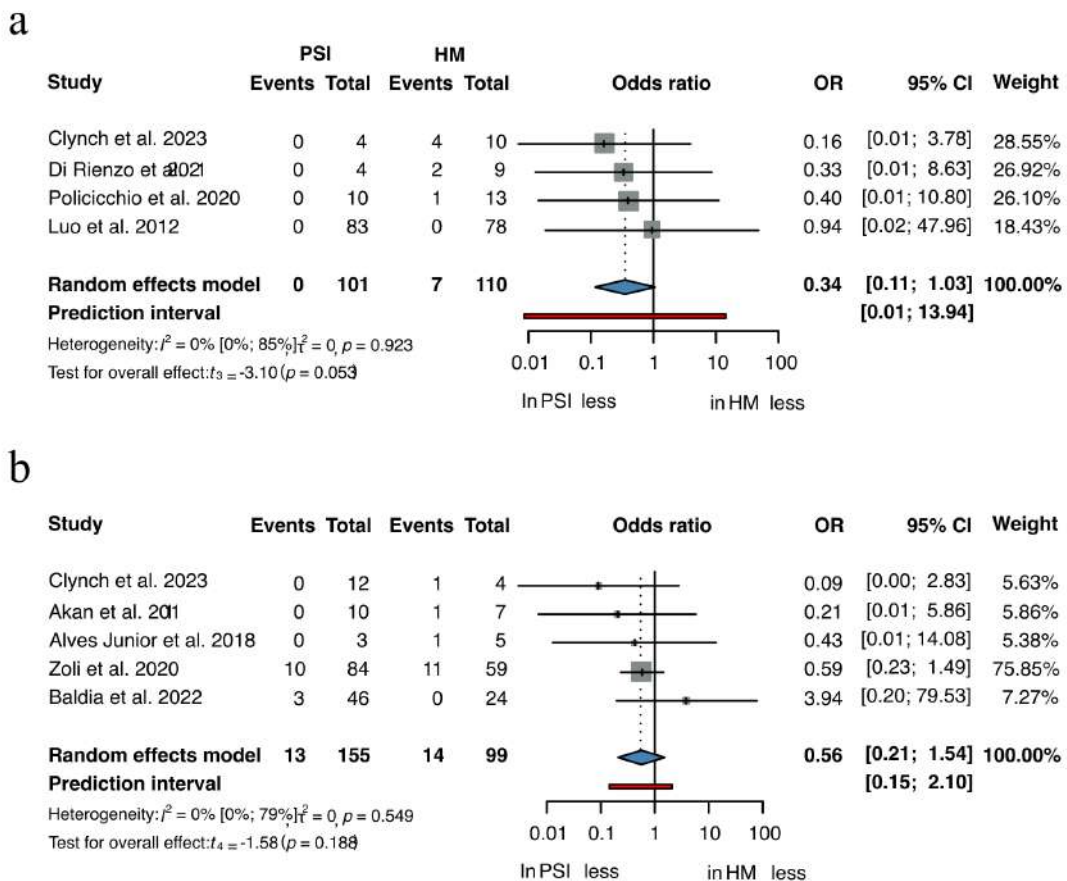 a
PSI HM
Study Events Total Events Total Odds ratio OR 95% CI Weight
Clynch et al. 2023 0 4 4 10 0.16 [0.01; 3.78] 28.55%
Di Rienzo et al. 2021 0 4 2 9 0.33 [0.01; 8.63] 26.92%
Policicchio et al. 2020 0 10 1 13 0.40 [0.01; 10.80] 26.10%
Luo et al. 2012 0 83 0 78 0.94 [0.02; 47.96] 18.43%
Random effects model 0 101 7 110 0.34 [0.11; 1.03] 100.00%
Prediction interval [0.01; 13.94]
Heterogeneity: I² = 0% [0%; 85%], τ² = 0, p = 0.923
Test for overall effect: t₃ = -3.10 (p = 0.053)
0.01 0.1 1 10 100
In PSI less in HM less
b
Study Events Total Events Total Odds ratio OR 95% CI Weight
Clynch et al. 2023 0 12 1 4 0.09 [0.00; 2.83] 5.63%
Akan et al. 2011 0 10 1 7 0.21 [0.01; 5.86] 5.86%
Alves Junior et al. 2018 0 3 1 5 0.43 [0.01; 14.08] 5.38%
Zoli et al. 2020 10 84 11 59 0.59 [0.23; 1.49] 75.85%
Baldia et al. 2022 3 46 0 24 3.94 [0.20; 79.53] 7.27%
Random effects model 13 155 14 99 0.56 [0.21; 1.54] 100.00%
Prediction interval [0.15; 2.10]
Heterogeneity: I² = 0% [0%; 79%], τ² = 0, p = 0.549
Test for overall effect: t₄ = -1.58 (p = 0.188)
0.01 0.1 1 10 100
In PSI less in HM less